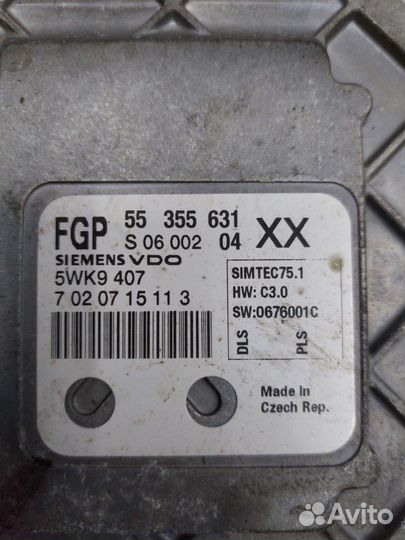 FGP 55 355 631 XX
S 06 002 04
SIEMENS VDO
5WK9 407
7 02 07 15 11 3
SIMTEC75.1
HW: C3.0
SW:0676001C
DLS
PLS
Made in
Czech Rep.
Avito